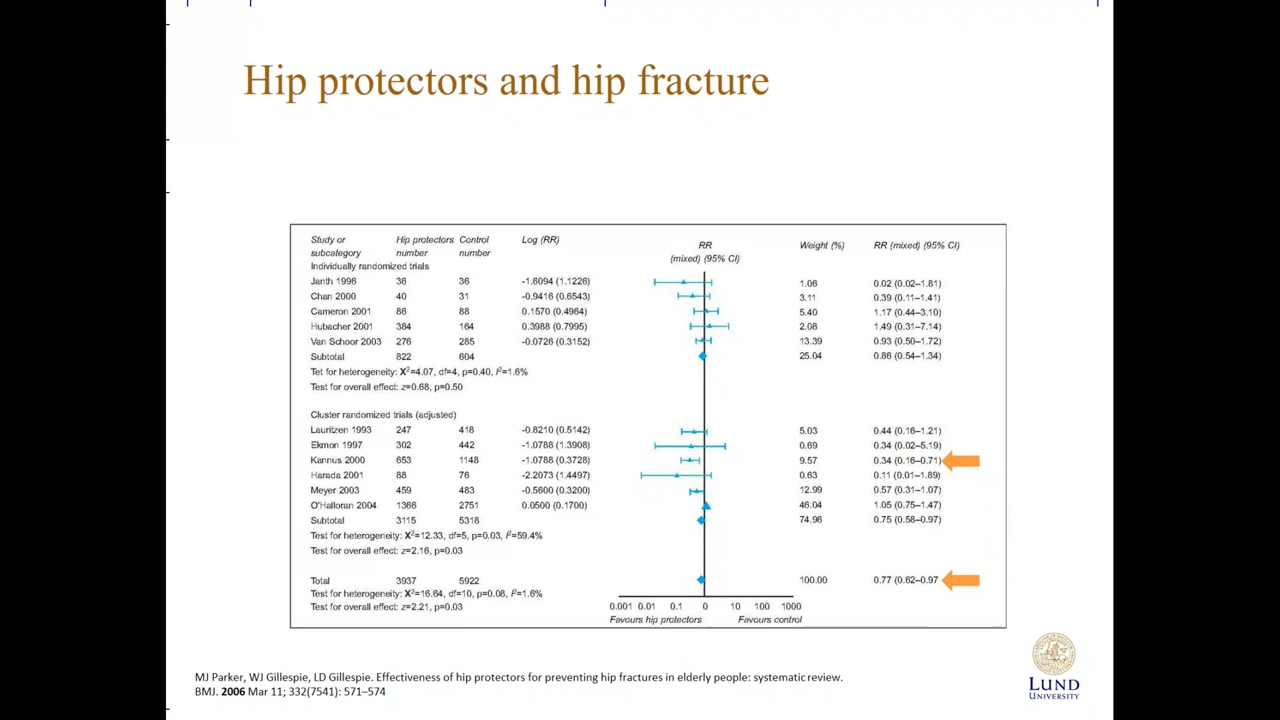 Hip protectors and hip fracture
Study or subcategory Hip protectors number Control number Log (RR) RR (mixed) (95% CI) Weight (%) RR (mixed) (95% CI)
Individually randomized trials
Janth 1996 36 36 -1.6094 (1.1226) 1.06 0.02 (0.02–1.81)
Chan 2000 40 31 -0.9416 (0.6543) 3.11 0.39 (0.11–1.41)
Cameron 2001 86 88 0.1570 (0.4964) 5.40 1.17 (0.44–3.10)
Hubacher 2001 384 164 0.3988 (0.7995) 2.08 1.49 (0.31–7.14)
Van Schoor 2003 276 285 -0.0726 (0.3152) 13.39 0.93 (0.50–1.72)
Subtotal 822 604 25.04 0.86 (0.54–1.34)
Tet for heterogeneity: X²=4.07, df=4, p=0.40, I²=1.6%
Test for overall effect: z=0.68, p=0.50
Cluster randomized trials (adjusted)
Lauritzen 1993 247 418 -0.8210 (0.5142) 5.03 0.44 (0.16–1.21)
Ekmon 1997 302 442 -1.0788 (1.3908) 0.69 0.34 (0.02–5.19)
Kannus 2000 653 1148 -1.0788 (0.3728) 9.57 0.34 (0.16–0.71)
Harada 2001 88 76 -2.2073 (1.4497) 0.63 0.11 (0.01–1.89)
Meyer 2003 459 483 -0.5600 (0.3200) 12.99 0.57 (0.31–1.07)
O'Halloran 2004 1366 2751 0.0500 (0.1700) 46.04 1.05 (0.75–1.47)
Subtotal 3115 5318 74.96 0.75 (0.58–0.97)
Test for heterogeneity: X²=12.33, df=5, p=0.03, I²=59.4%
Test for overall effect: z=2.16, p=0.03
Total 3937 5922 100.00 0.77 (0.62–0.97
Test for heterogeneity: X²=16.64, df=10, p=0.08, I²=1.6%
Test for overall effect: z=2.21, p=0.03
0.001 0.01 0.1 0 10 100 1000
Favours hip protectors Favours control
MJ Parker, WJ Gillespie, LD Gillespie. Effectiveness of hip protectors for preventing hip fractures in elderly people: systematic review.
BMJ. 2006 Mar 11; 332(7541): 571–574
LUND
UNIVERSITY